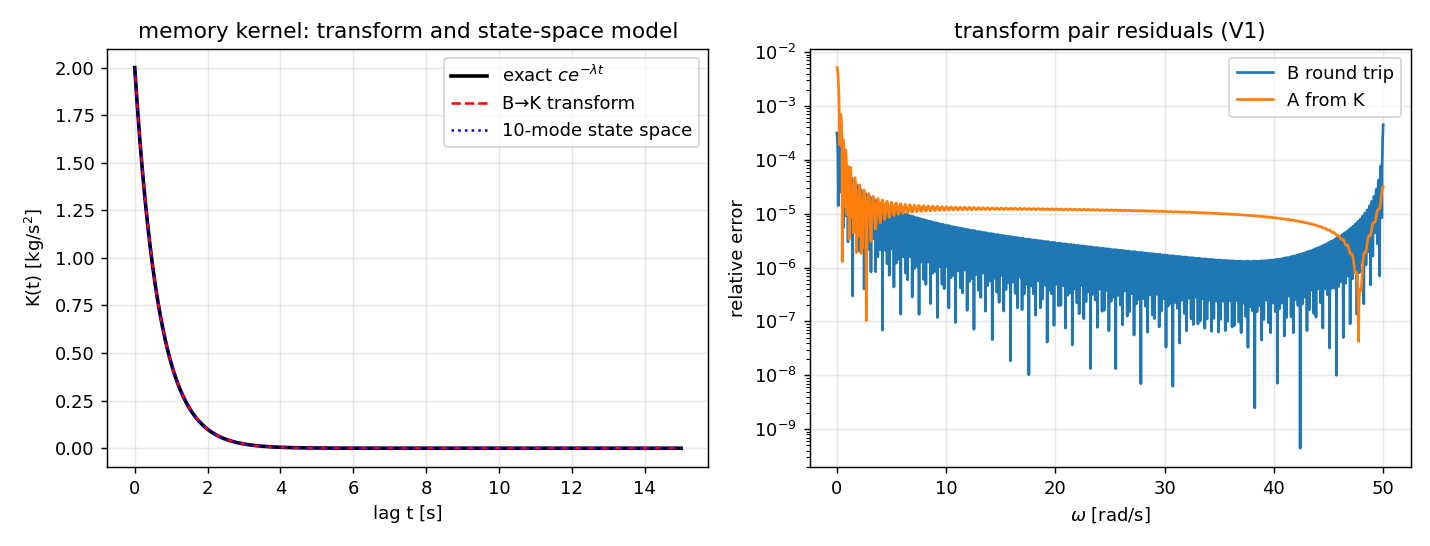 memory kernel: transform and state-space model
K(t) [kg/s²]
2.00
1.75
1.50
1.25
1.00
0.75
0.50
0.25
0.00
exact ce^{−λt}
B→K transform
10-mode state space
0 2 4 6 8 10 12 14
lag t [s]
transform pair residuals (V1)
relative error
10⁻²
10⁻³
10⁻⁴
10⁻⁵
10⁻⁶
10⁻⁷
10⁻⁸
10⁻⁹
B round trip
A from K
0 10 20 30 40 50
ω [rad/s]